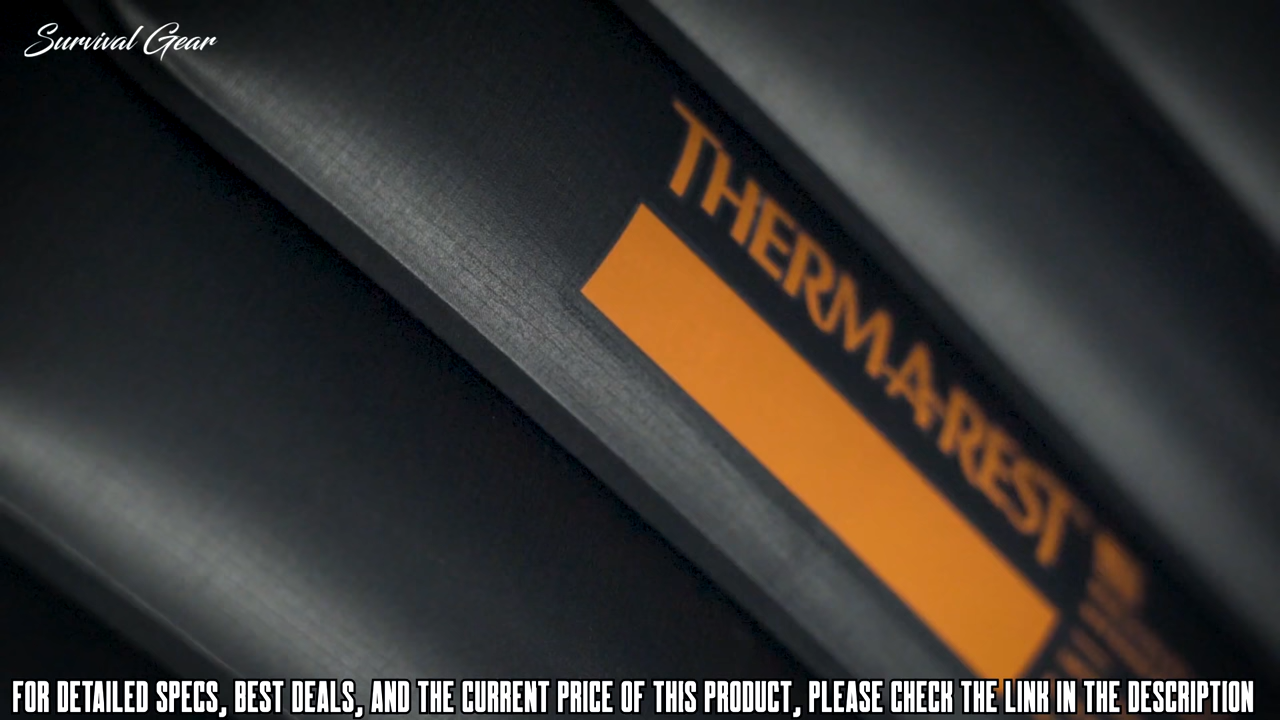 Survival Gear
THERM-A-REST
FOR DETAILED SPECS, BEST DEALS, AND THE CURRENT PRICE OF THIS PRODUCT, PLEASE CHECK THE LINK IN THE DESCRIPTION